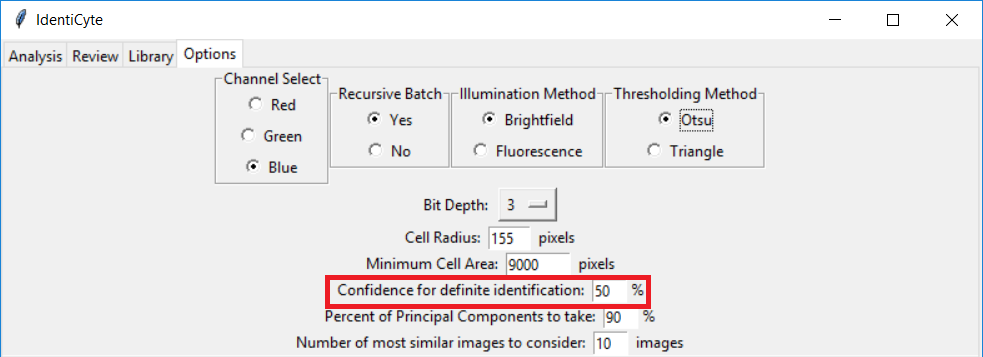 IdentiCyte
Analysis Review Library Options
Channel Select
Red
Green
Blue
Recursive Batch
Yes
No
Illumination Method
Brightfield
Fluorescence
Thresholding Method
Otsu
Triangle
Bit Depth: 3
Cell Radius: 155 pixels
Minimum Cell Area: 9000 pixels
Confidence for definite identification: 50 %
Percent of Principal Components to take: 90 %
Number of most similar images to consider: 10 images